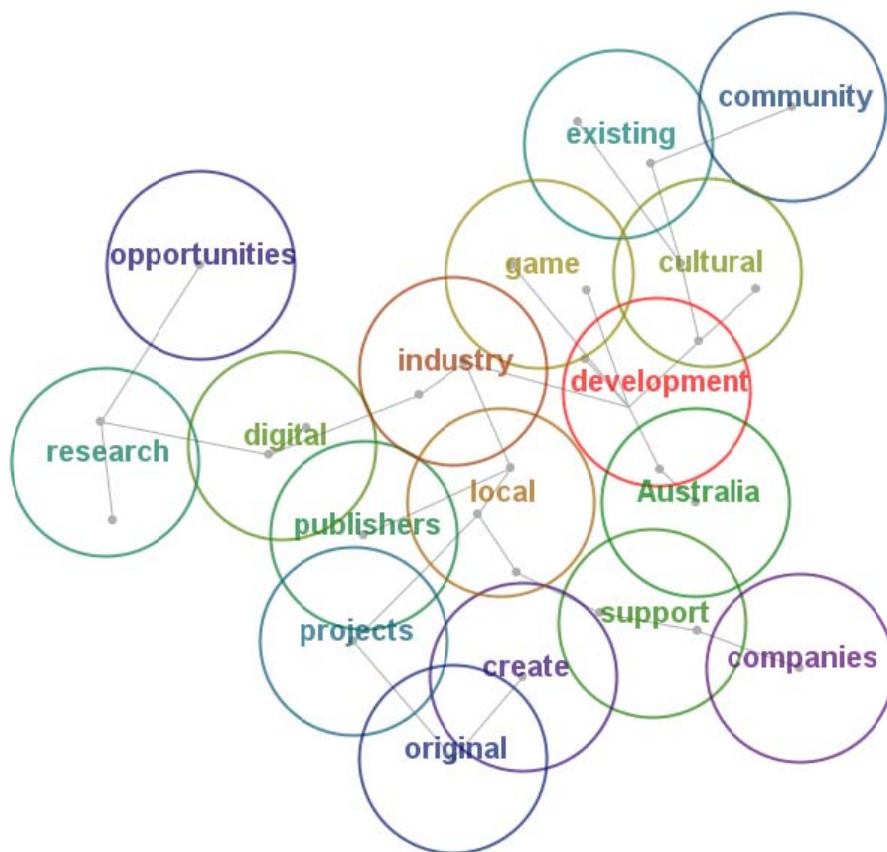 community
existing
opportunities
game
cultural
industry
development
digital
research
local
Australia
publishers
projects
support
create
companies
original